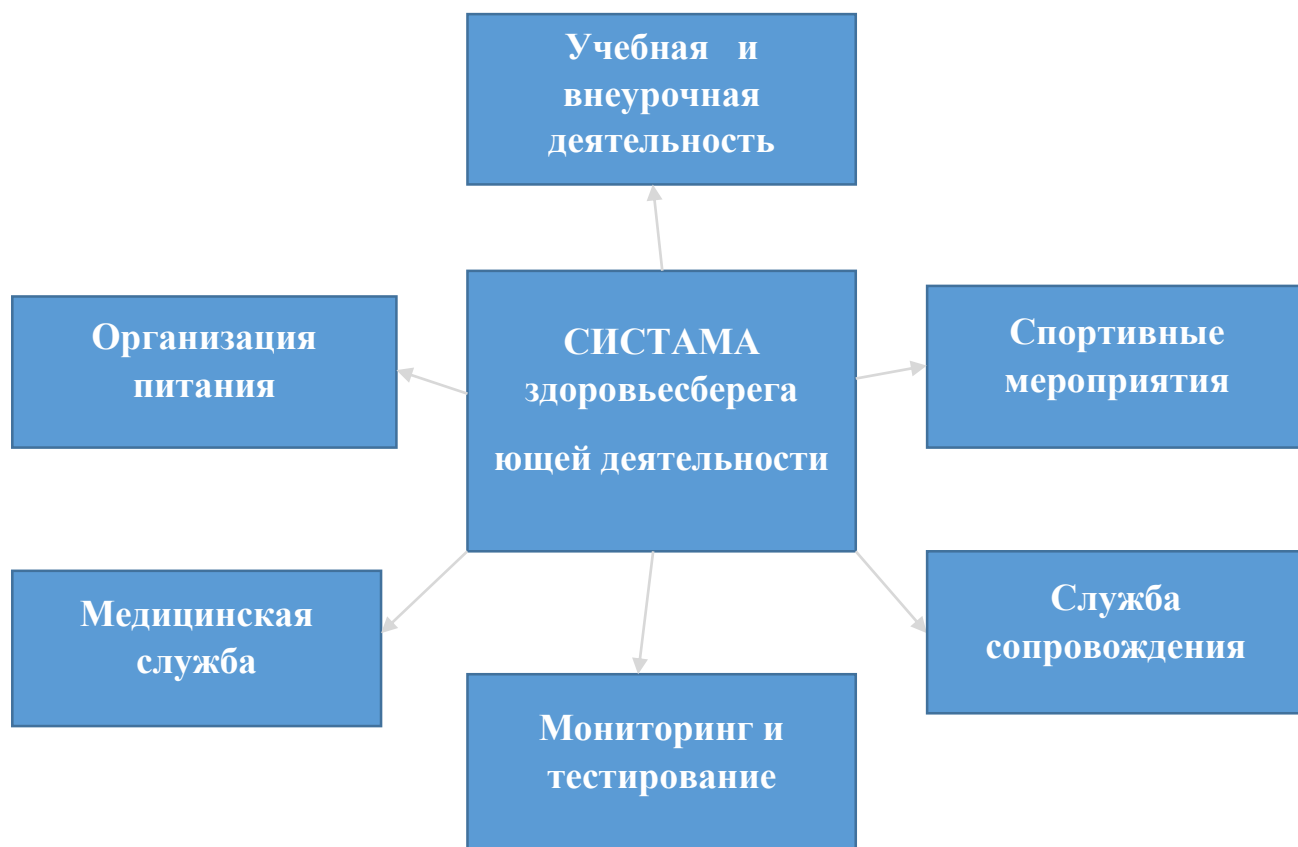 Учебная и
внеурочная
деятельность
Организация
питания
СИСТАМА
здоровьесберега
ющей деятельности
Спортивные
мероприятия
Медицинская
служба
Мониторинг и
тестирование
Служба
сопровождения